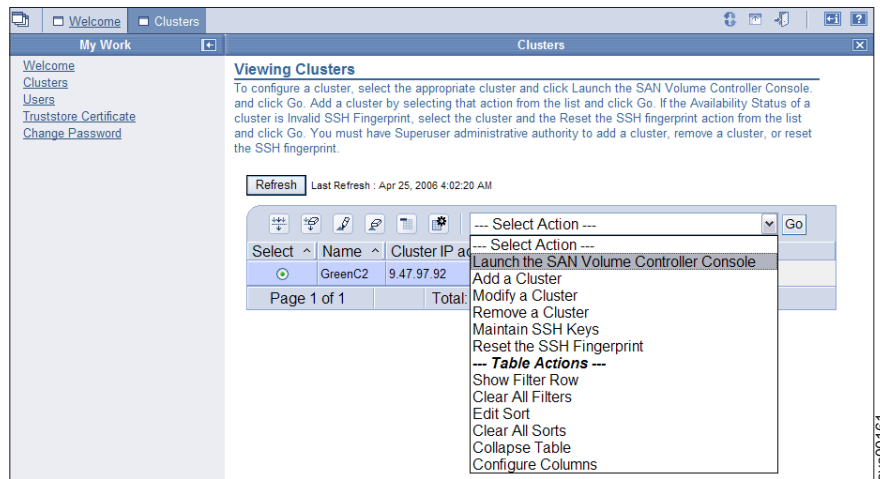 Welcome Clusters
My Work
Clusters
Welcome
Clusters
Users
Truststore Certificate
Change Password
Viewing Clusters
To configure a cluster, select the appropriate cluster and click Launch the SAN Volume Controller Console.
and click Go. Add a cluster by selecting that action from the list and click Go. If the Availability Status of a
cluster is Invalid SSH Fingerprint, select the cluster and the Reset the SSH fingerprint action from the list
and click Go. You must have Superuser administrative authority to add a cluster, remove a cluster, or reset
the SSH fingerprint.
Refresh Last Refresh : Apr 25, 2006 4:02:20 AM
--- Select Action --- Go
Select Name Cluster IP
GreenC2 9.47.97.92
Page 1 of 1 Total:
--- Select Action ---
Launch the SAN Volume Controller Console
Add a Cluster
Modify a Cluster
Remove a Cluster
Maintain SSH Keys
Reset the SSH Fingerprint
--- Table Actions ---
Show Filter Row
Clear All Filters
Edit Sort
Clear All Sorts
Collapse Table
Configure Columns